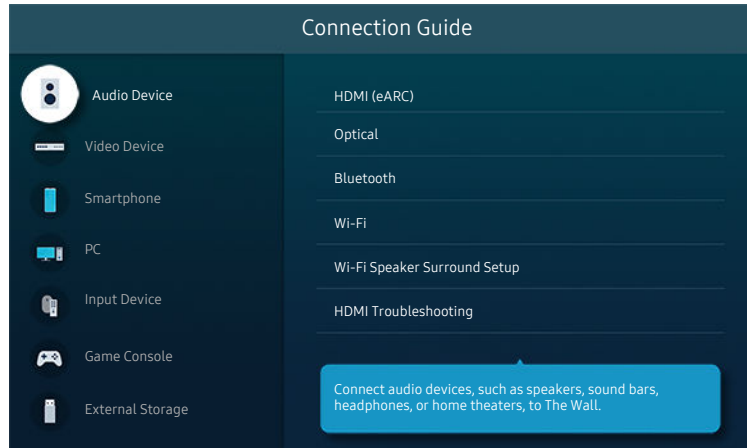 Connection Guide
Audio Device
Video Device
Smartphone
PC
Input Device
Game Console
External Storage
HDMI (eARC)
Optical
Bluetooth
Wi-Fi
Wi-Fi Speaker Surround Setup
HDMI Troubleshooting
Connect audio devices, such as speakers, sound bars,
headphones, or home theaters, to The Wall.